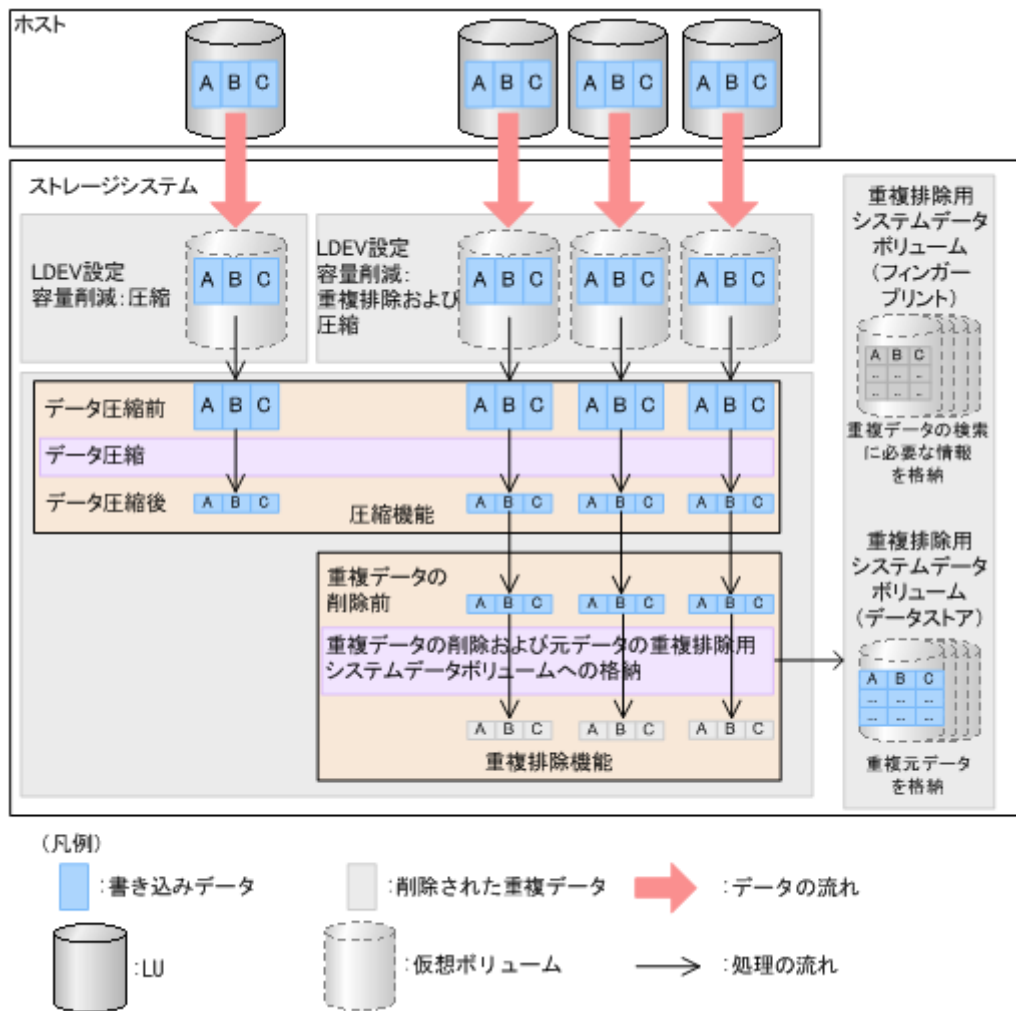 ホスト
A B C
A B C
A B C
A B C
ストレージシステム
LDEV設定
容量削減：圧縮
A B C
LDEV設定
容量削減：
重複排除および
圧縮
A B C
A B C
A B C
データ圧縮前
A B C
A B C
A B C
A B C
データ圧縮
データ圧縮後
A B C
A B C
A B C
A B C
圧縮機能
重複データの
削除前
A B C
A B C
A B C
重複データの削除および元データの重複排除用
システムデータボリュームへの格納
A B C
A B C
A B C
重複排除機能
重複排除用
システムデータ
ボリューム
（フィンガー
プリント）
A B C
... ... ...
... ... ...
重複データの検索
に必要な情報
を格納
重複排除用
システムデータ
ボリューム
（データストア）
A B C
... ... ...
... ... ...
重複元データ
を格納
（凡例）
：書き込みデータ
：削除された重複データ
：データの流れ
：LU
：仮想ボリューム
：処理の流れ